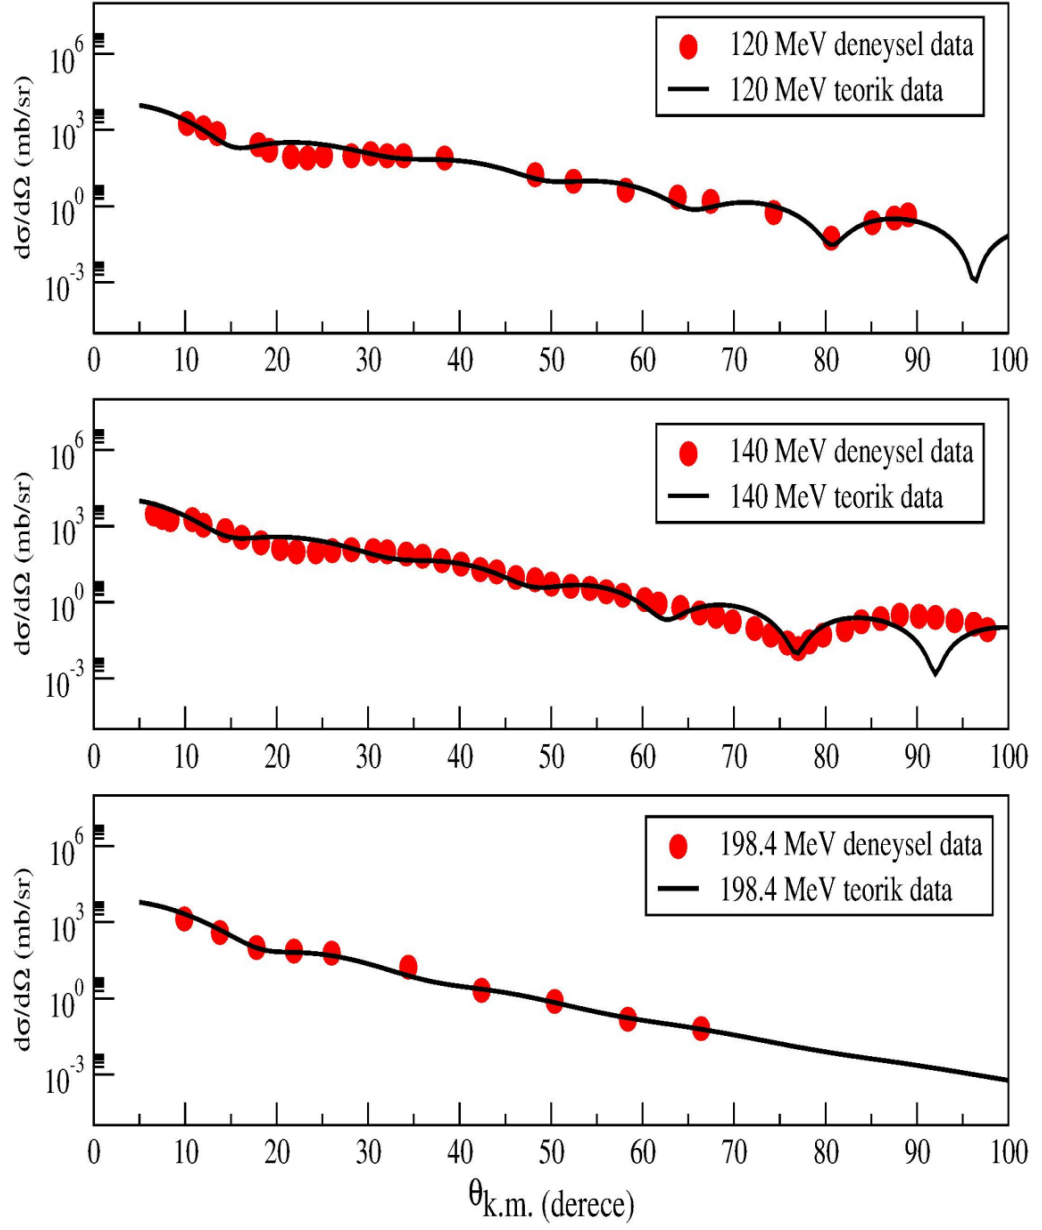 120 MeV deneysel data
120 MeV teorik data
dσ/dΩ (mb/sr)
10^6
10^3
10^0
10^-3
0 10 20 30 40 50 60 70 80 90 100
140 MeV deneysel data
140 MeV teorik data
dσ/dΩ (mb/sr)
10^6
10^3
10^0
10^-3
0 10 20 30 40 50 60 70 80 90 100
198.4 MeV deneysel data
198.4 MeV teorik data
dσ/dΩ (mb/sr)
10^6
10^3
10^0
10^-3
0 10 20 30 40 50 60 70 80 90 100
θk.m. (derece)